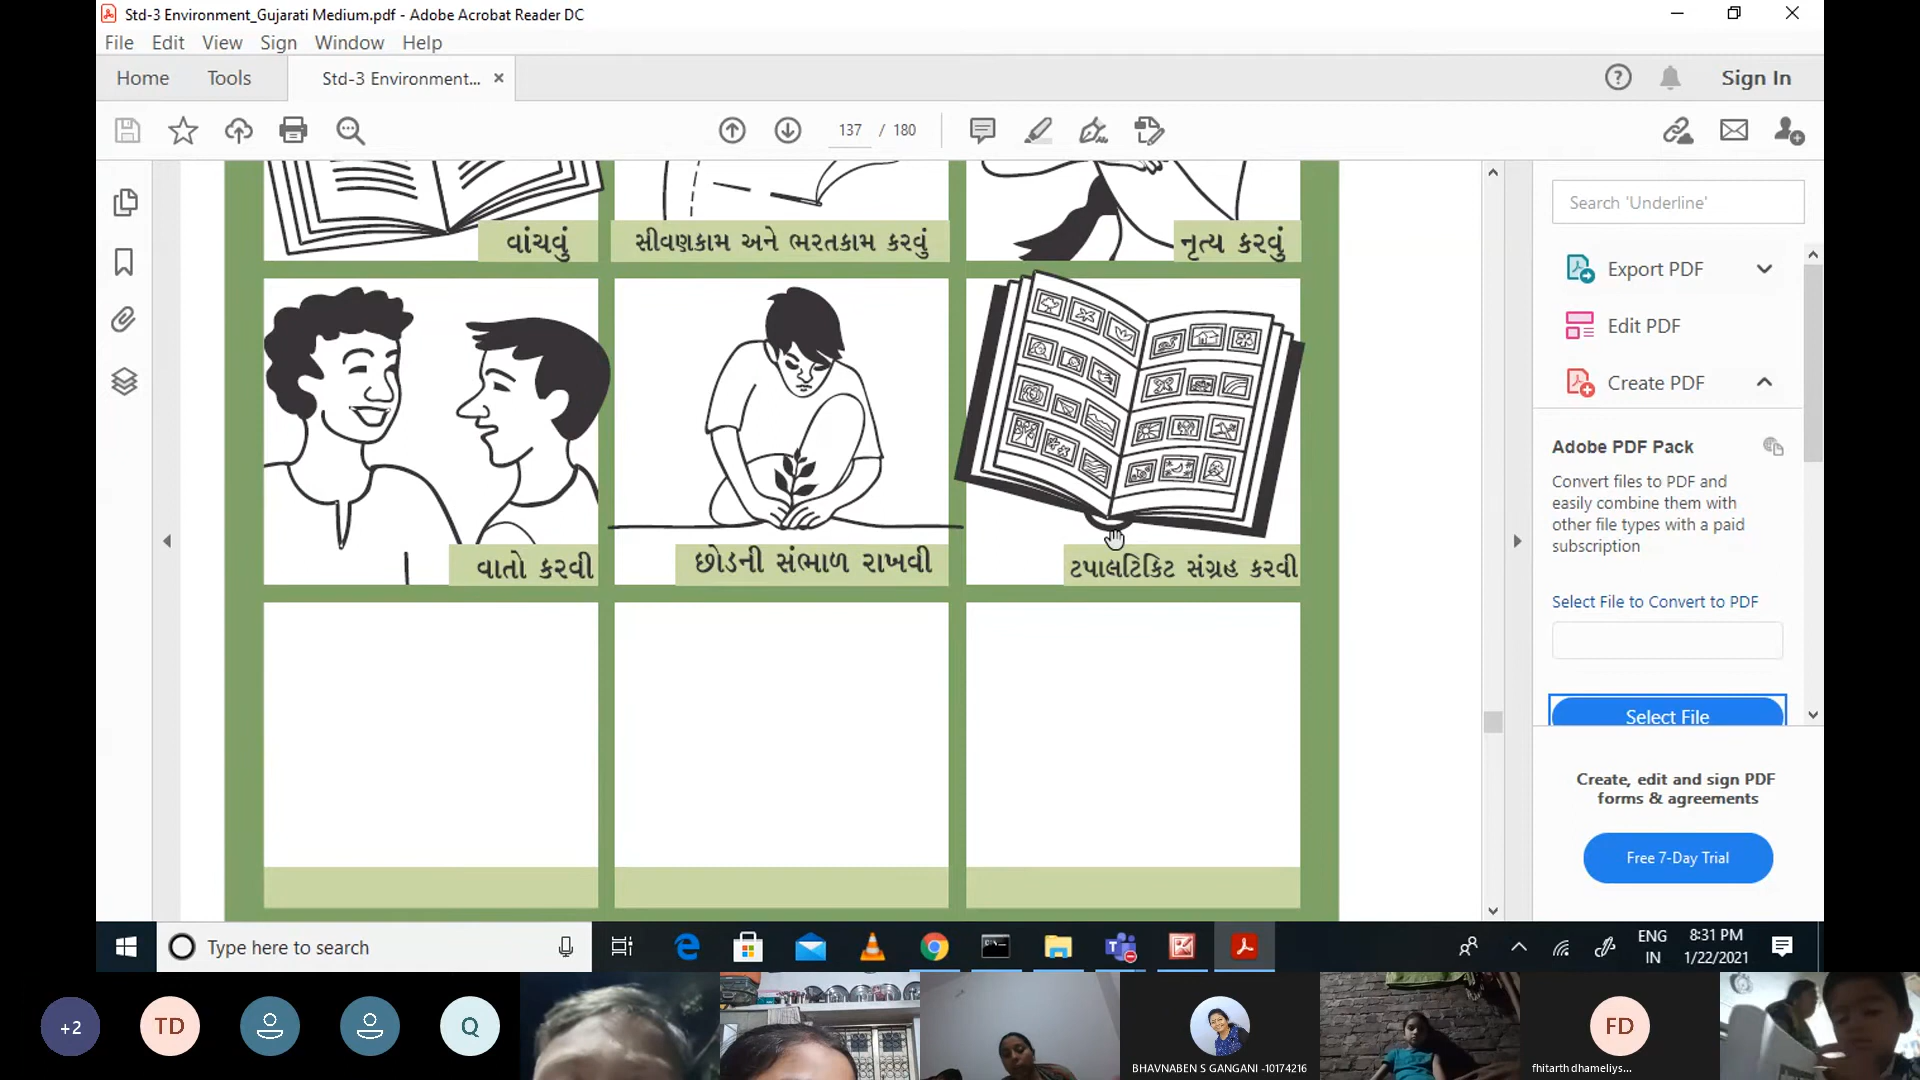 Std-3 Environment_Gujarati Medium.pdf - Adobe Acrobat Reader DC
File Edit View Sign Window Help
Home Tools Std-3 Environment... × Sign In
137 / 180
Search 'Underline'
વાંચવું સીવણકામ અને ભરતકામ કરવું નૃત્ય કરવું
Export PDF
Edit PDF
Create PDF
Adobe PDF Pack
Convert files to PDF and
easily combine them with
other file types with a paid
subscription
વાતો કરવી છોડની સંભાળ રાખવી ટપાલટિકિટ સંગ્રહ કરવી
Select File to Convert to PDF
Select File
Create, edit and sign PDF
forms & agreements
Free 7-Day Trial
Type here to search
ENG
IN
8:31 PM
1/22/2021
+2 TD Q FD
BHAVNABEN S GANGANI -10174216
fhitarth dhameliys...